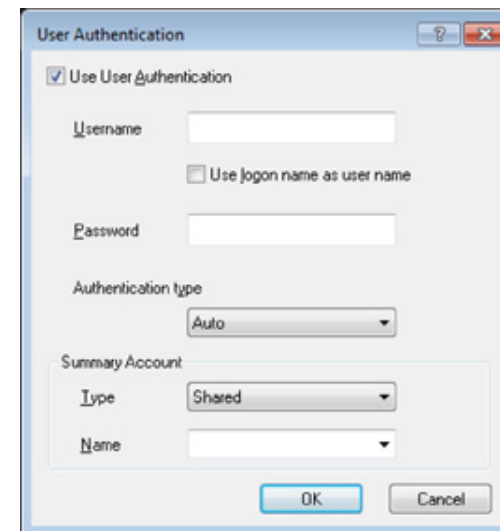 User Authentication
Use User Authentication
Username
Use logon name as user name
Password
Authentication type
Auto
Summary Account
Type
Shared
Name
OK
Cancel